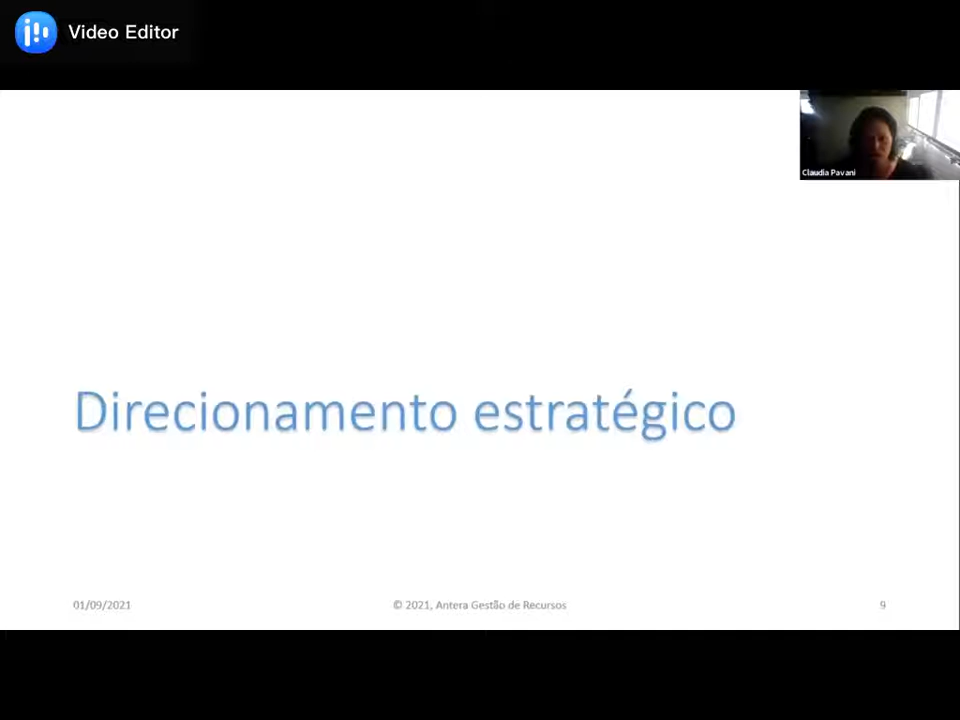 Video Editor
Claudia Pavani
Direcionamento estratégico
01/09/2021
© 2021, Antera Gestão de Recursos
9